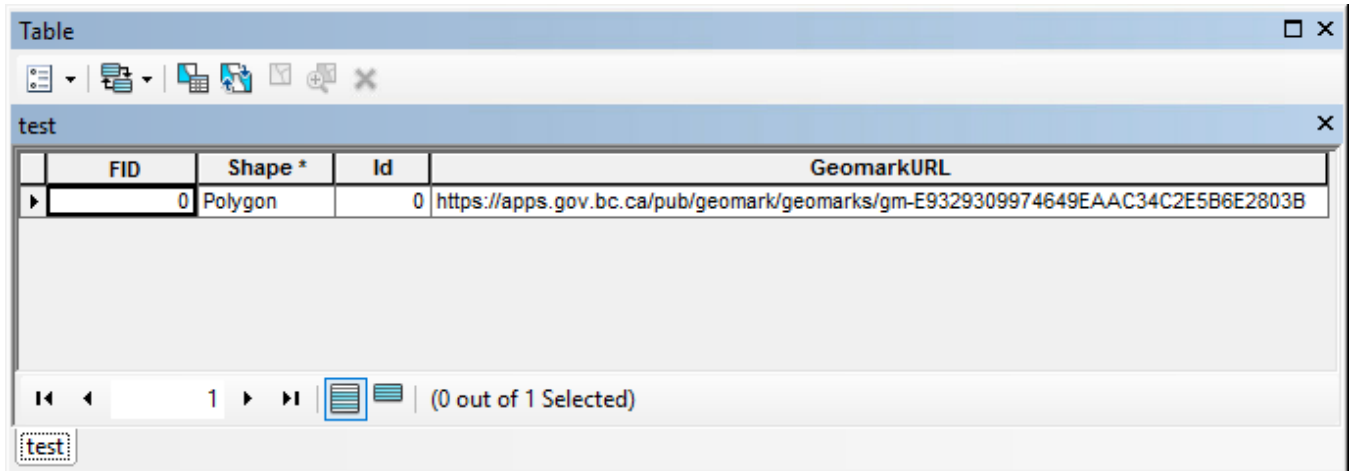 Table
test
FID Shape * Id GeomarkURL
0 Polygon 0 https://apps.gov.bc.ca/pub/geomark/geomarks/gm-E9329309974649EAAC34C2E5B6E2803B
1 (0 out of 1 Selected)
test